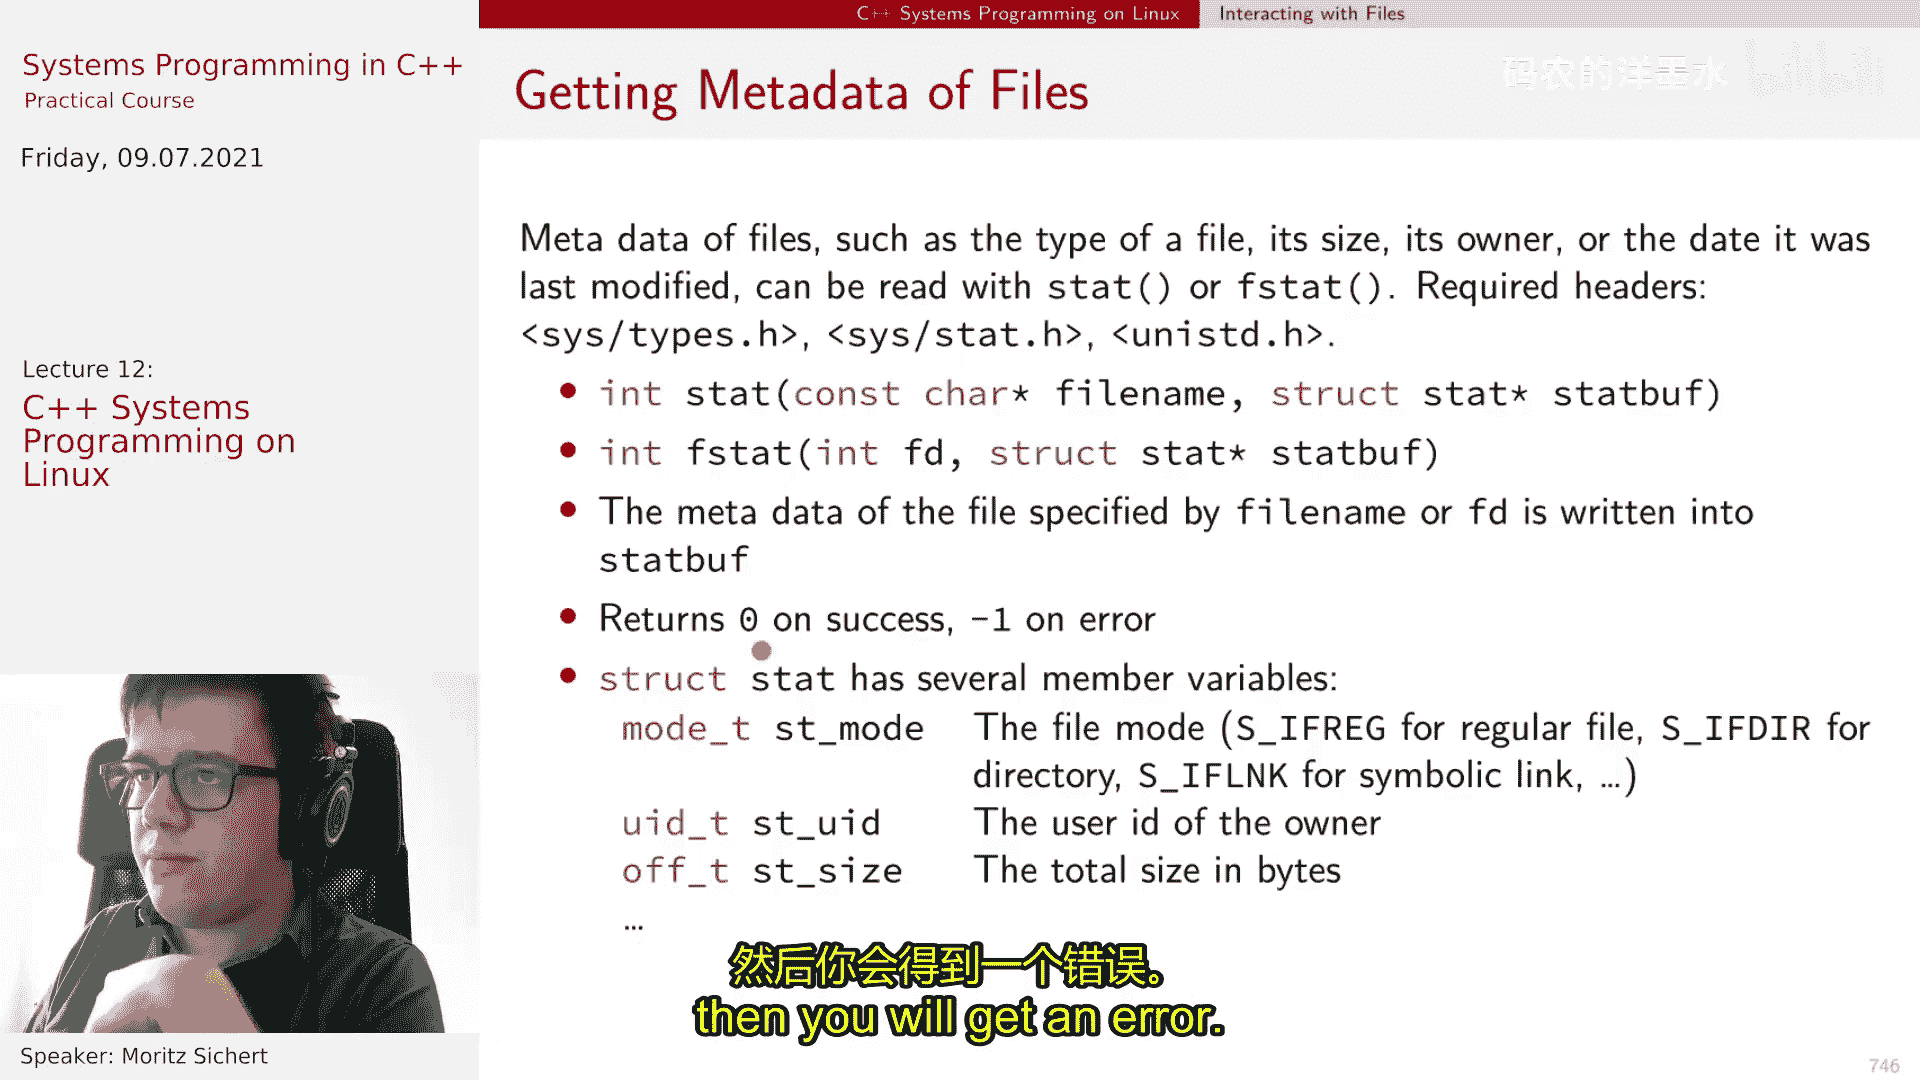 C++ Systems Programming on Linux
Interacting with Files
Systems Programming in C++
Practical Course
Friday, 09.07.2021
Lecture 12:
C++ Systems
Programming on
Linux
Speaker: Moritz Sichert
Getting Metadata of Files
码农的洋墨水 bilibili
Meta data of files, such as the type of a file, its size, its owner, or the date it was
last modified, can be read with stat() or fstat(). Required headers:
<sys/types.h>, <sys/stat.h>, <unistd.h>.
• int stat(const char* filename, struct stat* statbuf)
• int fstat(int fd, struct stat* statbuf)
• The meta data of the file specified by filename or fd is written into
statbuf
• Returns 0 on success, -1 on error
• struct stat has several member variables:
mode_t st_mode The file mode (S_IFREG for regular file, S_IFDIR for
directory, S_IFLNK for symbolic link, …)
uid_t st_uid The user id of the owner
off_t st_size The total size in bytes
…
然后你会得到一个错误。
then you will get an error.
746